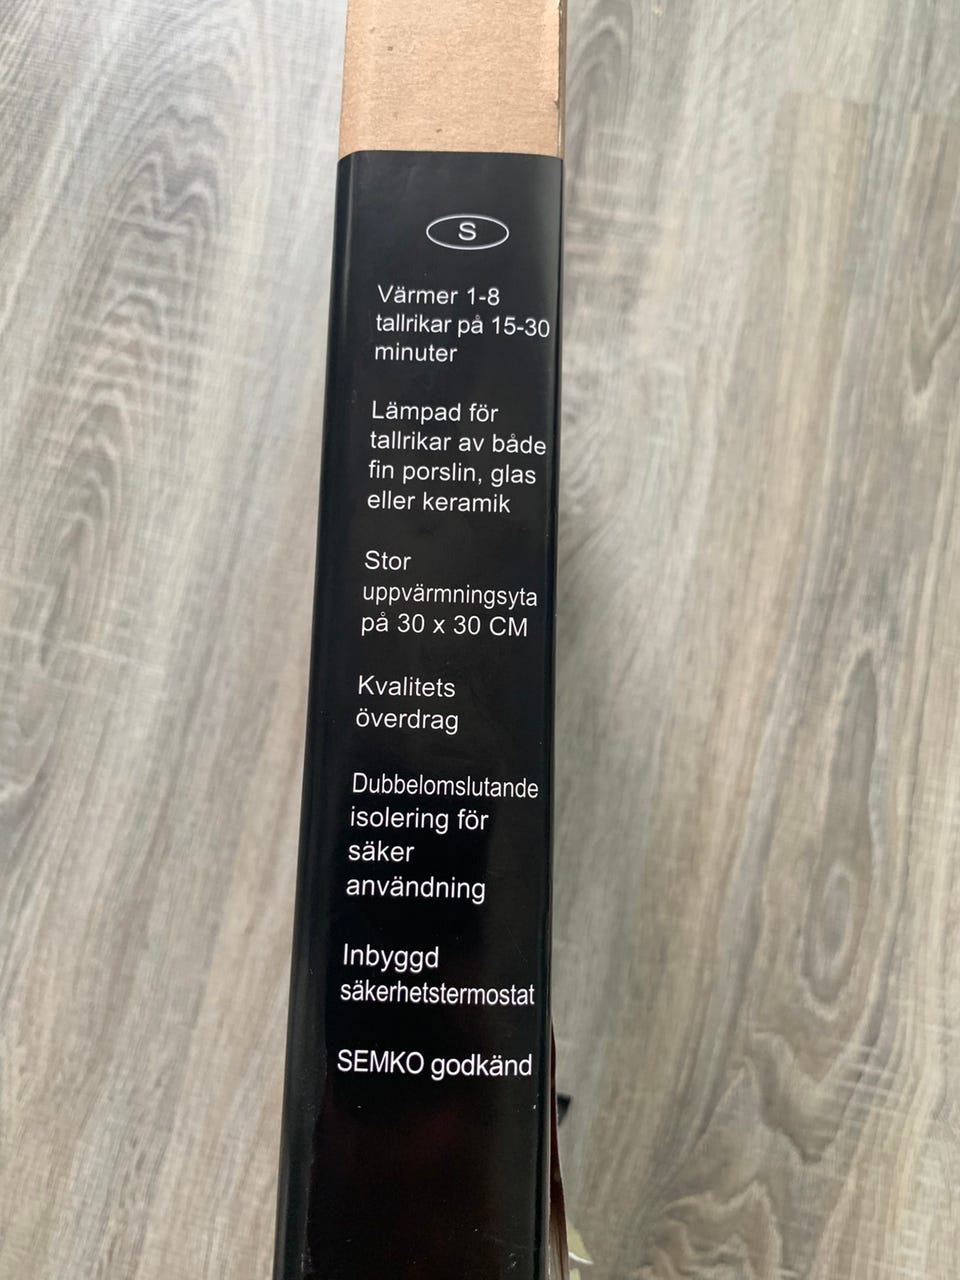 S
Värmer 1-8
tallrikar på 15-30
minuter
Lämpad för
tallrikar av både
fin porslin, glas
eller keramik
Stor
uppvärmningsyta
på 30 x 30 CM
Kvalitets
överdrag
Dubbelomslutande
isolering för
säker
användning
Inbyggd
säkerhetstermostat
SEMKO godkänd